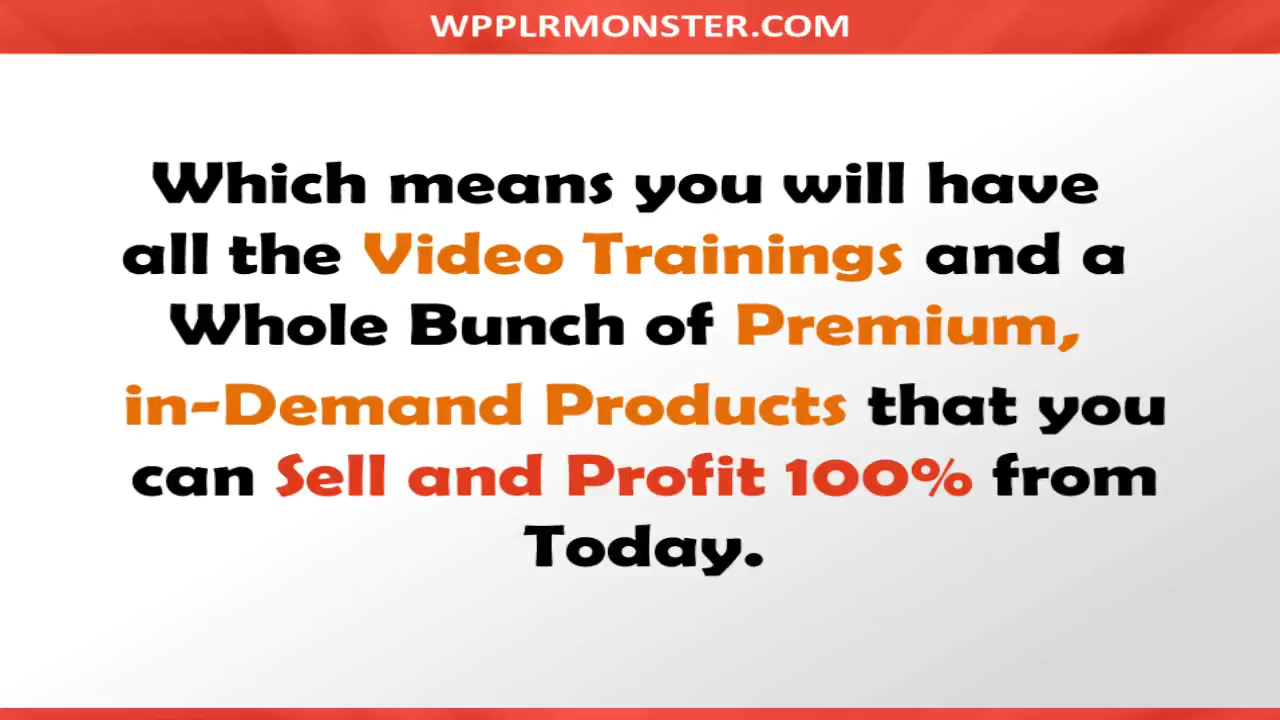 WPPLRMONSTER.COM
Which means you will have
all the Video Trainings and a
Whole Bunch of Premium,
in-Demand Products that you
can Sell and Profit 100% from
Today.